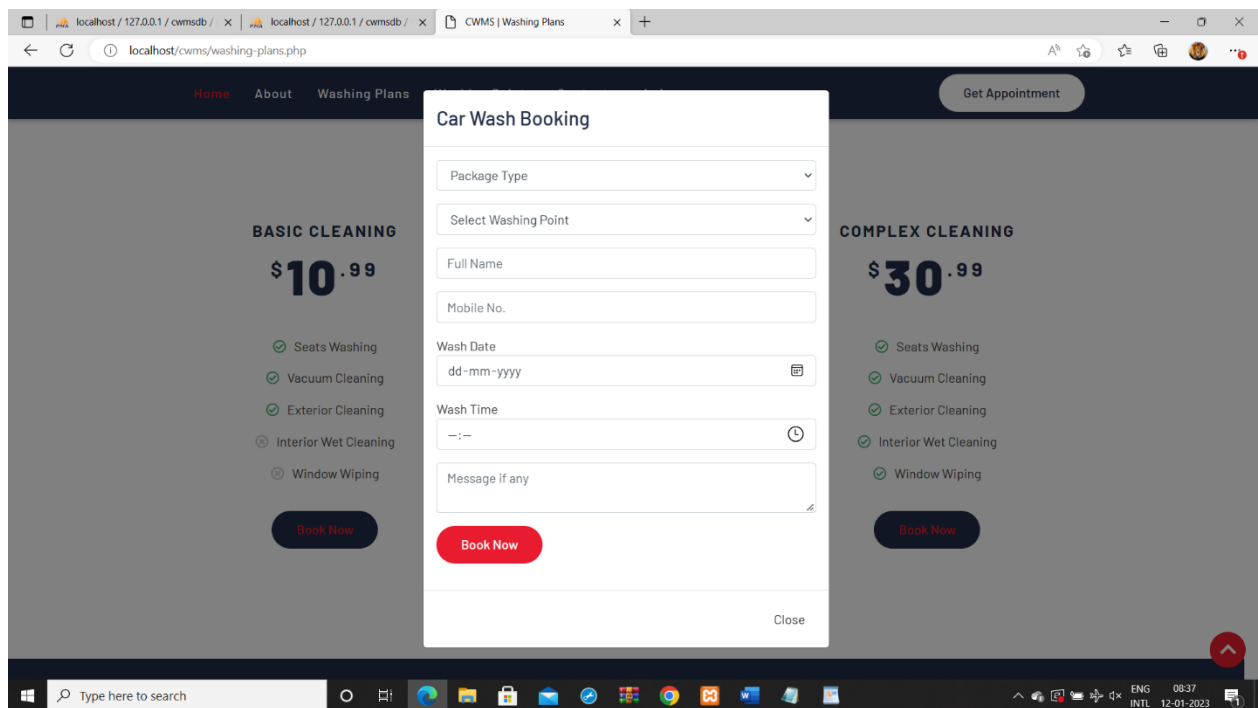 localhost / 127.0.0.1 / cwmsdb /
localhost / 127.0.0.1 / cwmsdb /
CWMS | Washing Plans
localhost/cwms/washing-plans.php
Home About Washing Plans
Get Appointment
Car Wash Booking
Package Type
Select Washing Point
Full Name
Mobile No.
Wash Date
dd-mm-yyyy
Wash Time
--:--
Message if any
Book Now
Close
BASIC CLEANING
$10.99
Seats Washing
Vacuum Cleaning
Exterior Cleaning
Interior Wet Cleaning
Window Wiping
Book Now
COMPLEX CLEANING
$30.99
Seats Washing
Vacuum Cleaning
Exterior Cleaning
Interior Wet Cleaning
Window Wiping
Book Now
Type here to search
ENG
INTL
08:37
12-01-2023